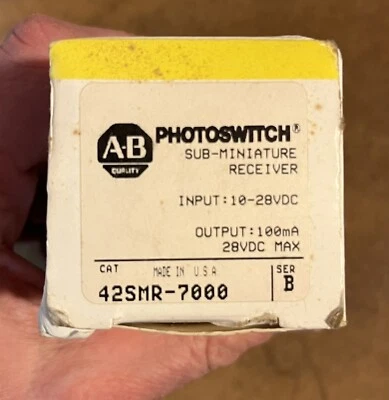 A-B
QUALITY
PHOTOSWITCH®
SUB-MINIATURE
RECEIVER
INPUT:10-28VDC
OUTPUT:100mA
28VDC MAX
CAT
MADE IN U.S.A
SER
42SMR-7000
B